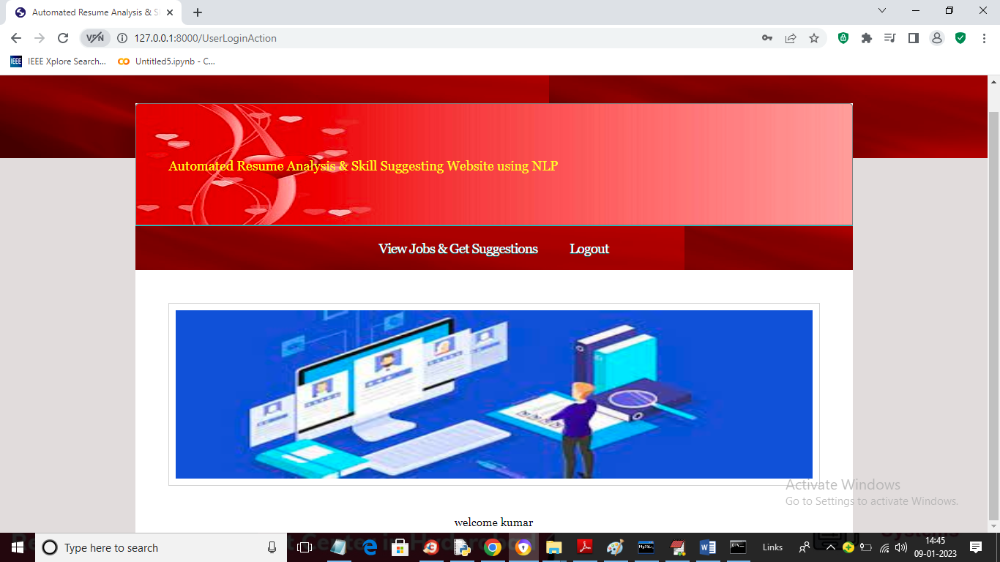 Automated Resume Analysis & S
127.0.0.1:8000/UserLoginAction
IEEE Xplore Search...
Untitled5.ipynb - C...
Automated Resume Analysis & Skill Suggesting Website using NLP
View Jobs & Get Suggestions
Logout
Activate Windows
Go to Settings to activate Windows.
welcome kumar
Type here to search
Links
14:45
09-01-2023